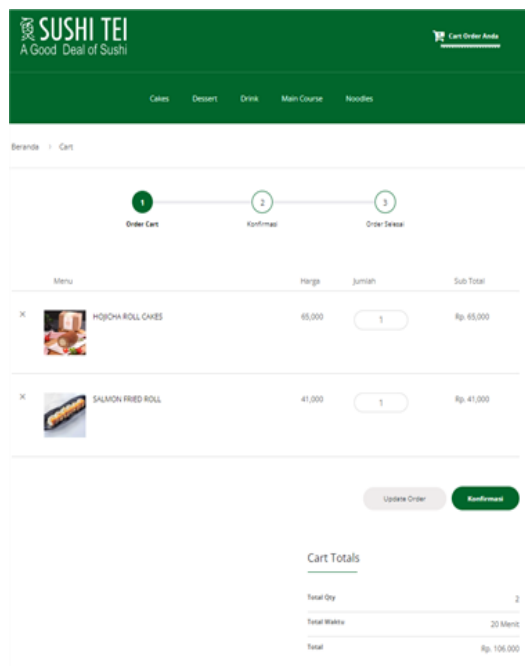 SUSHI TEI
A Good Deal of Sushi
Cart Order Anda
Cakes Dessert Drink Main Course Noodles
Beranda > Cart
1 2 3
Order Cart Konfirmasi Order Selesai
Menu Harga Jumlah Sub Total
× HOJICHA ROLL CAKES 65,000 1 Rp. 65,000
× SALMON FRIED ROLL 41,000 1 Rp. 41,000
Update Order Konfirmasi
Cart Totals
Total Qty 2
Total Waktu 20 Menit
Total Rp. 106.000